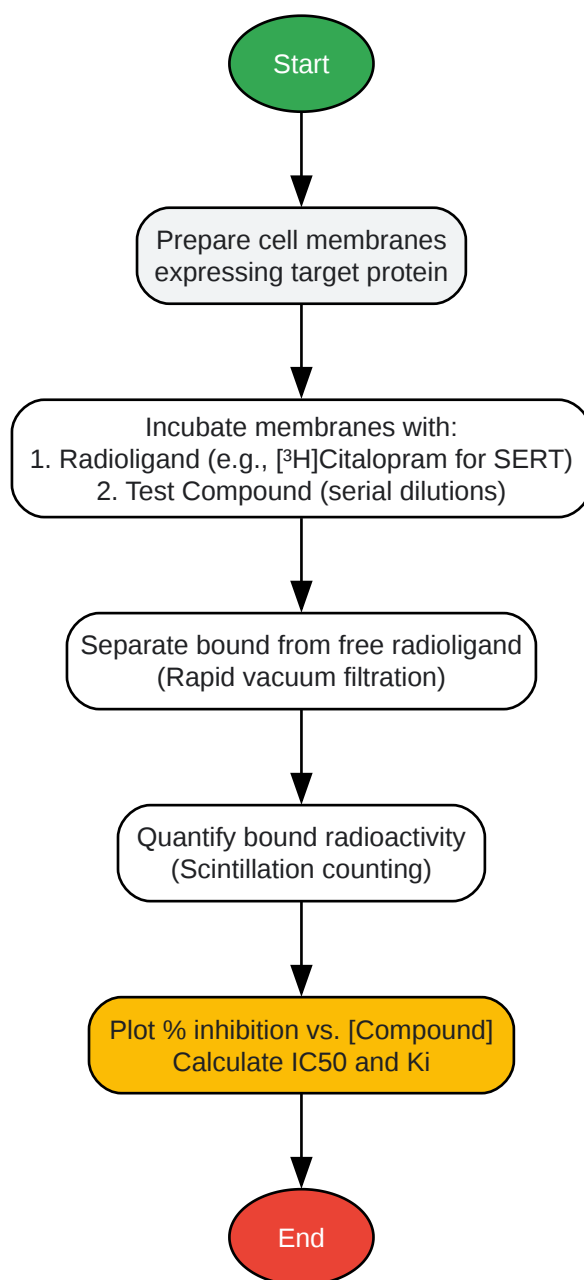 Start
Prepare cell membranes
expressing target protein
Incubate membranes with:
1. Radioligand (e.g., [³H]Citalopram for SERT)
2. Test Compound (serial dilutions)
Separate bound from free radioligand
(Rapid vacuum filtration)
Quantify bound radioactivity
(Scintillation counting)
Plot % inhibition vs. [Compound]
Calculate IC50 and Ki
End